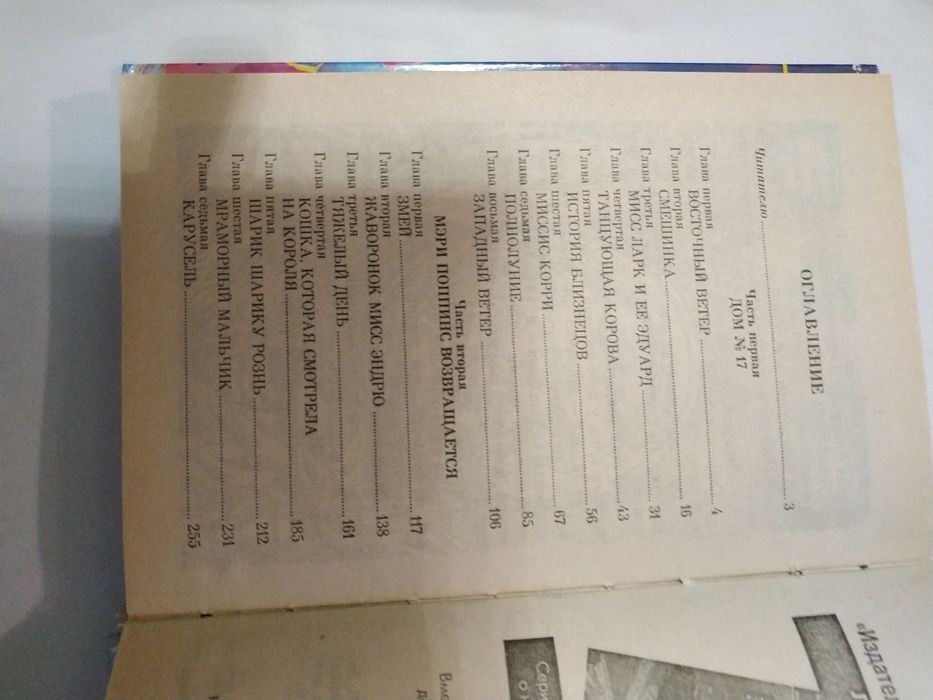 ОГЛАВЛЕНИЕ
Читателю 3
Часть первая
ДОМ № 17
Глава первая
ВОСТОЧНЫЙ ВЕТЕР 4
Глава вторая
СМЕШИНКА 16
Глава третья
МИСС ЛАРК И ЕЕ ЭДУАРД 31
Глава четвертая
ТАНЦУЮЩАЯ КОРОВА 43
Глава пятая
ИСТОРИЯ БЛИЗНЕЦОВ 56
Глава шестая
МИССИС КОРРИ 67
Глава седьмая
ПОЛНОЛУНИЕ 85
Глава восьмая
ЗАПАДНЫЙ ВЕТЕР 106
Часть вторая
МЭРИ ПОППИНС ВОЗВРАЩАЕТСЯ
Глава первая
ЗМЕЙ 117
Глава вторая
ЖАВОРОНОК МИСС ЭНДРЮ 138
Глава третья
ТЯЖЕЛЫЙ ДЕНЬ 161
Глава четвертая
КОШКА, КОТОРАЯ СМОТРЕЛА
НА КОРОЛЯ 185
Глава пятая
ШАРИК ШАРИКУ РОЗНЬ 212
Глава шестая
МРАМОРНЫЙ МАЛЬЧИК 231
Глава седьмая
КАРУСЕЛЬ 255
«Издател